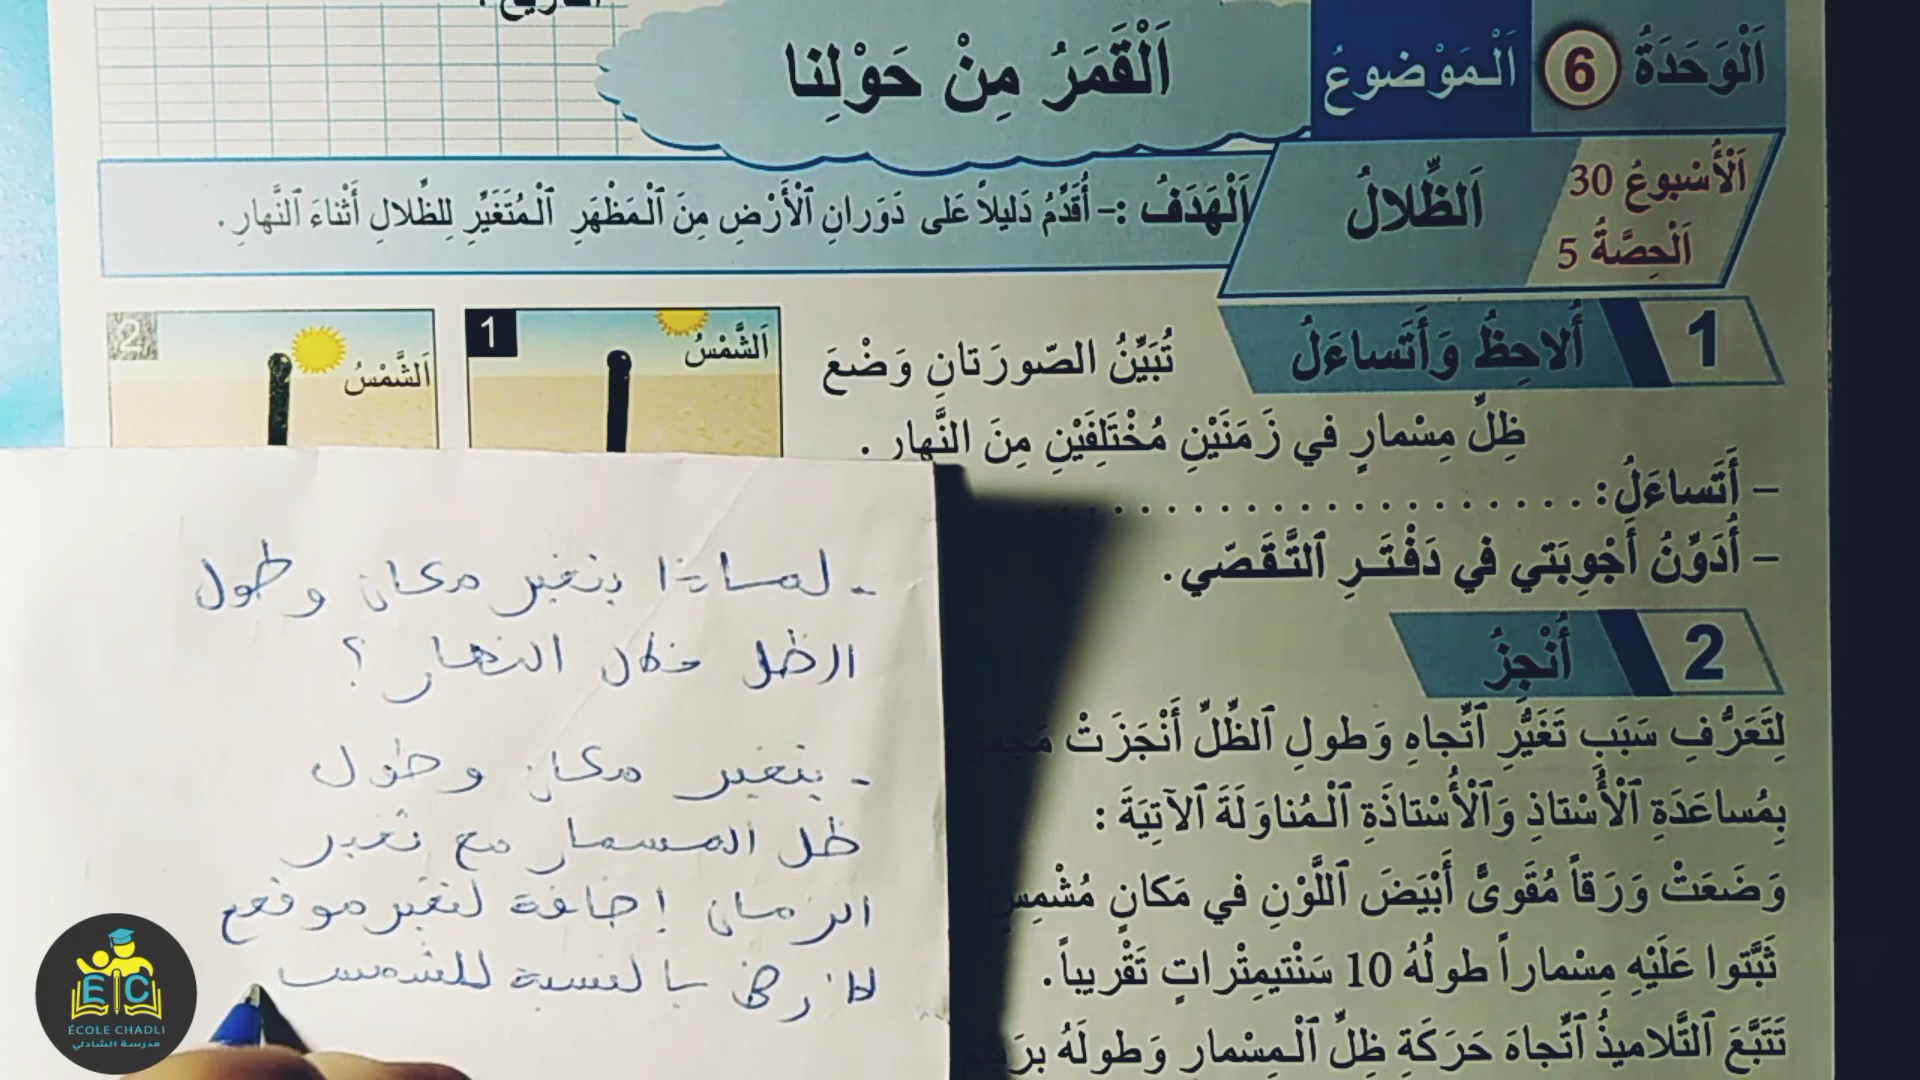 التاريخ :
اَلْوَحَدَةُ 6
اَلْمَوْضوعُ
اَلْقَمَرُ مِنْ حَوْلِنا
اَلْأُسْبوعُ 30
اَلْحِصَّةُ 5
اَلظِّلالُ
اَلْهَدَفُ :- أُقَدِّمُ دَليلاً عَلى دَوَرانِ ٱلْأَرْضِ مِنَ ٱلْمَظْهَرِ ٱلْمُتَغَيِّرِ لِلظِّلالِ أَثْناءَ ٱلنَّهارِ.
1 أُلاحِظُ وَأَتَساءَلُ
تُبَيِّنُ الصّورَتانِ وَضْعَ
ظِلِّ مِسْمارٍ في زَمَنَيْنِ مُخْتَلِفَيْنِ مِنَ النَّهارِ .
1
اَلشَّمْسُ
2
اَلشَّمْسُ
– أَتَساءَلُ: . . . . . . . . . . . . . . . . . . . .
– أُدَوِّنُ أَجْوِبَتي في دَفْتَرِ ٱلتَّقَصّي.
2 أُنْجِزُ
لِتَعَرُّفِ سَبَبِ تَغَيُّرِ ٱتِّجاهِ وَطولِ ٱلظِّلِّ أَنْجَزَتْ
بِمُساعَدَةِ ٱلْأُسْتاذِ وَٱلْأُسْتاذَةِ ٱلْمُناوَلَةَ الآتِيَةَ :
وَضَعَتْ وَرَقاً مُقَوىًّ أَبْيَضَ ٱللَّوْنِ في مَكانٍ مُشْمِسٍ،
ثَبَّتوا عَلَيْهِ مِسْماراً طولُهُ 10 سَنْتيمِتْراتٍ تَقْريباً.
تَتَبَّعَ ٱلتَّلاميذُ ٱتِّجاهَ حَرَكَةِ ظِلِّ ٱلْمِسْمارِ وَطولَهُ
- لماذا يتغير مكان وطول
الظل خلال النهار ؟
- يتغير مكان وطول
ظل المسمار مع تغير
الزمان إضافة لتغير موقع
الأرض بالنسبة للشمس
E C
ÉCOLE CHADLI
مدرسة الشادلي